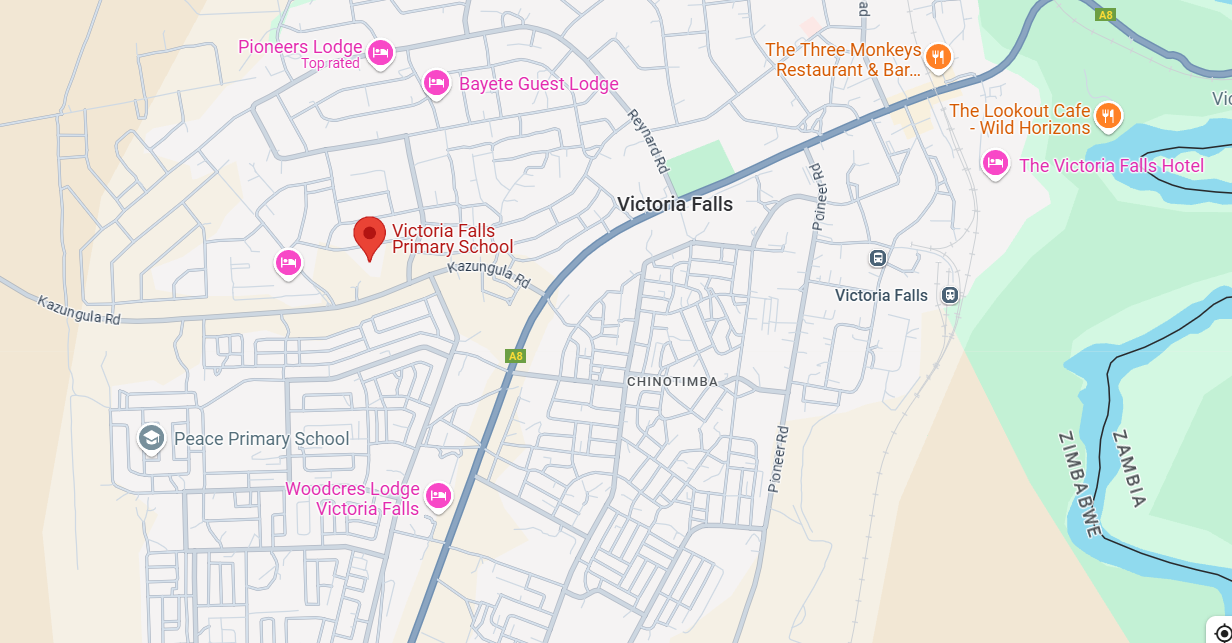 ad
A8
Pioneers Lodge
Top rated
The Three Monkeys
Restaurant & Bar...
Bayete Guest Lodge
Vic
The Lookout Cafe
- Wild Horizons
Reynard Rd
The Victoria Falls Hotel
Poineer Rd
Victoria Falls
Victoria Falls
Primary School
Kazungula Rd
Kazungula Rd
Victoria Falls
A8
CHINOTIMBA
Peace Primary School
Pioneer Rd
ZIMBABWE
ZAMBIA
Woodcres Lodge
Victoria Falls